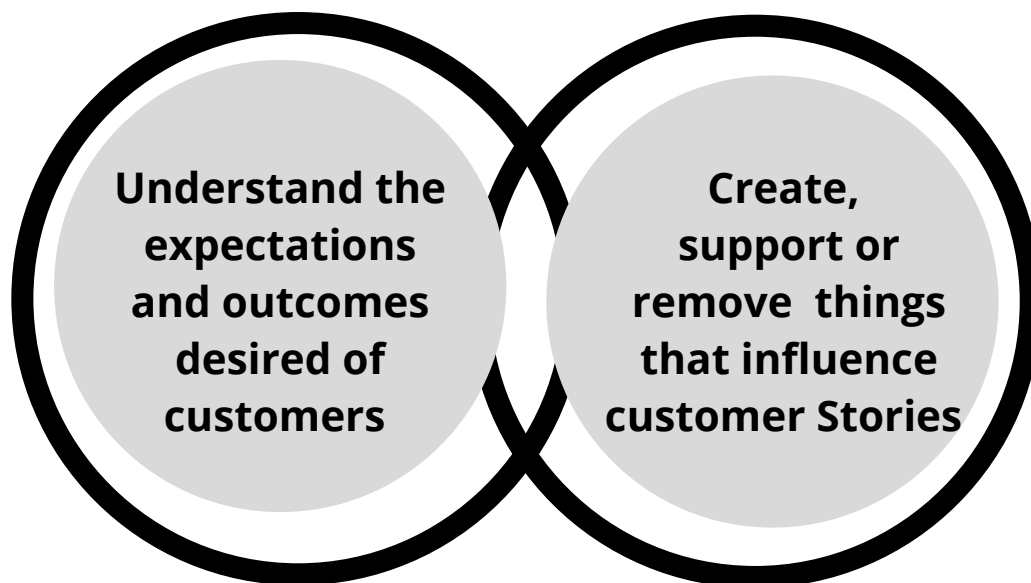 Understand the
expectations
and outcomes
desired of
customers
Create,
support or
remove  things
that influence
customer Stories